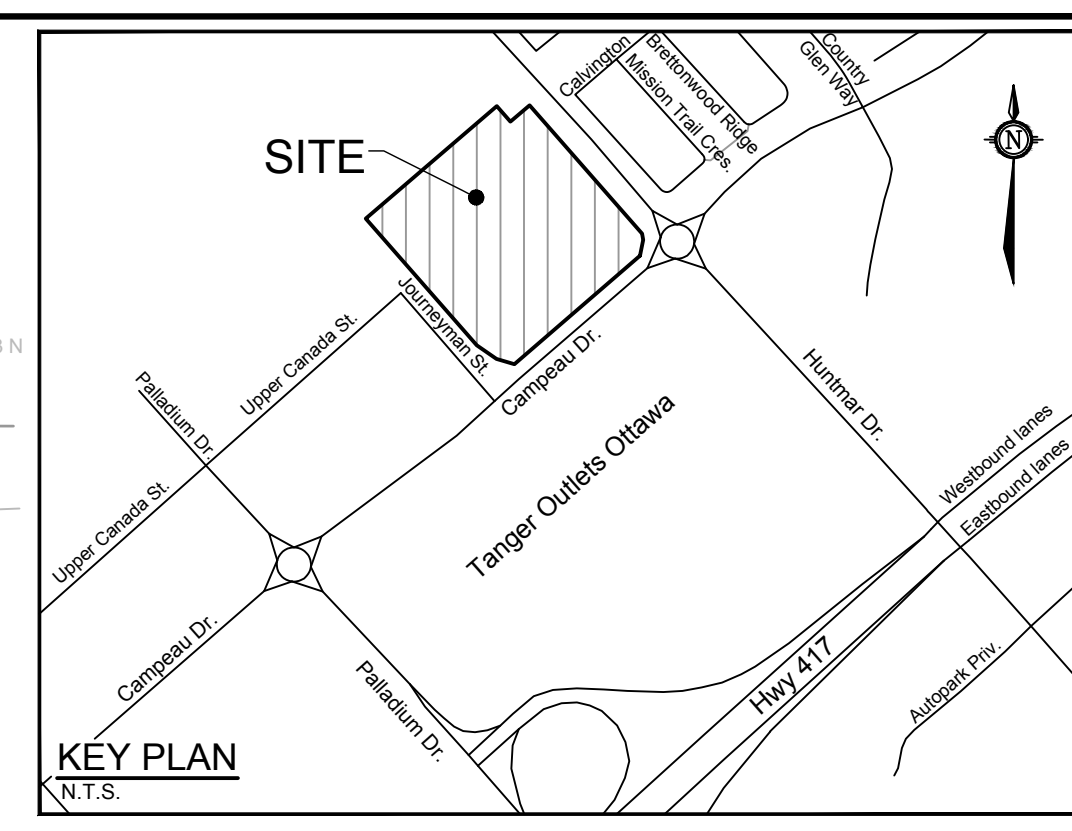 Calvington
Brettonwood Ridge
Mission Trail Cres.
Country
Glen Way
SITE
N
Journeyman St.
Upper Canada St.
Campeau Dr.
Palladium Dr.
Huntmar Dr.
Tanger Outlets Ottawa
Westbound lanes
Eastbound lanes
Upper Canada St.
Campeau Dr.
Palladium Dr.
Hwy 417
Autopark Priv.
KEY PLAN
N.T.S.